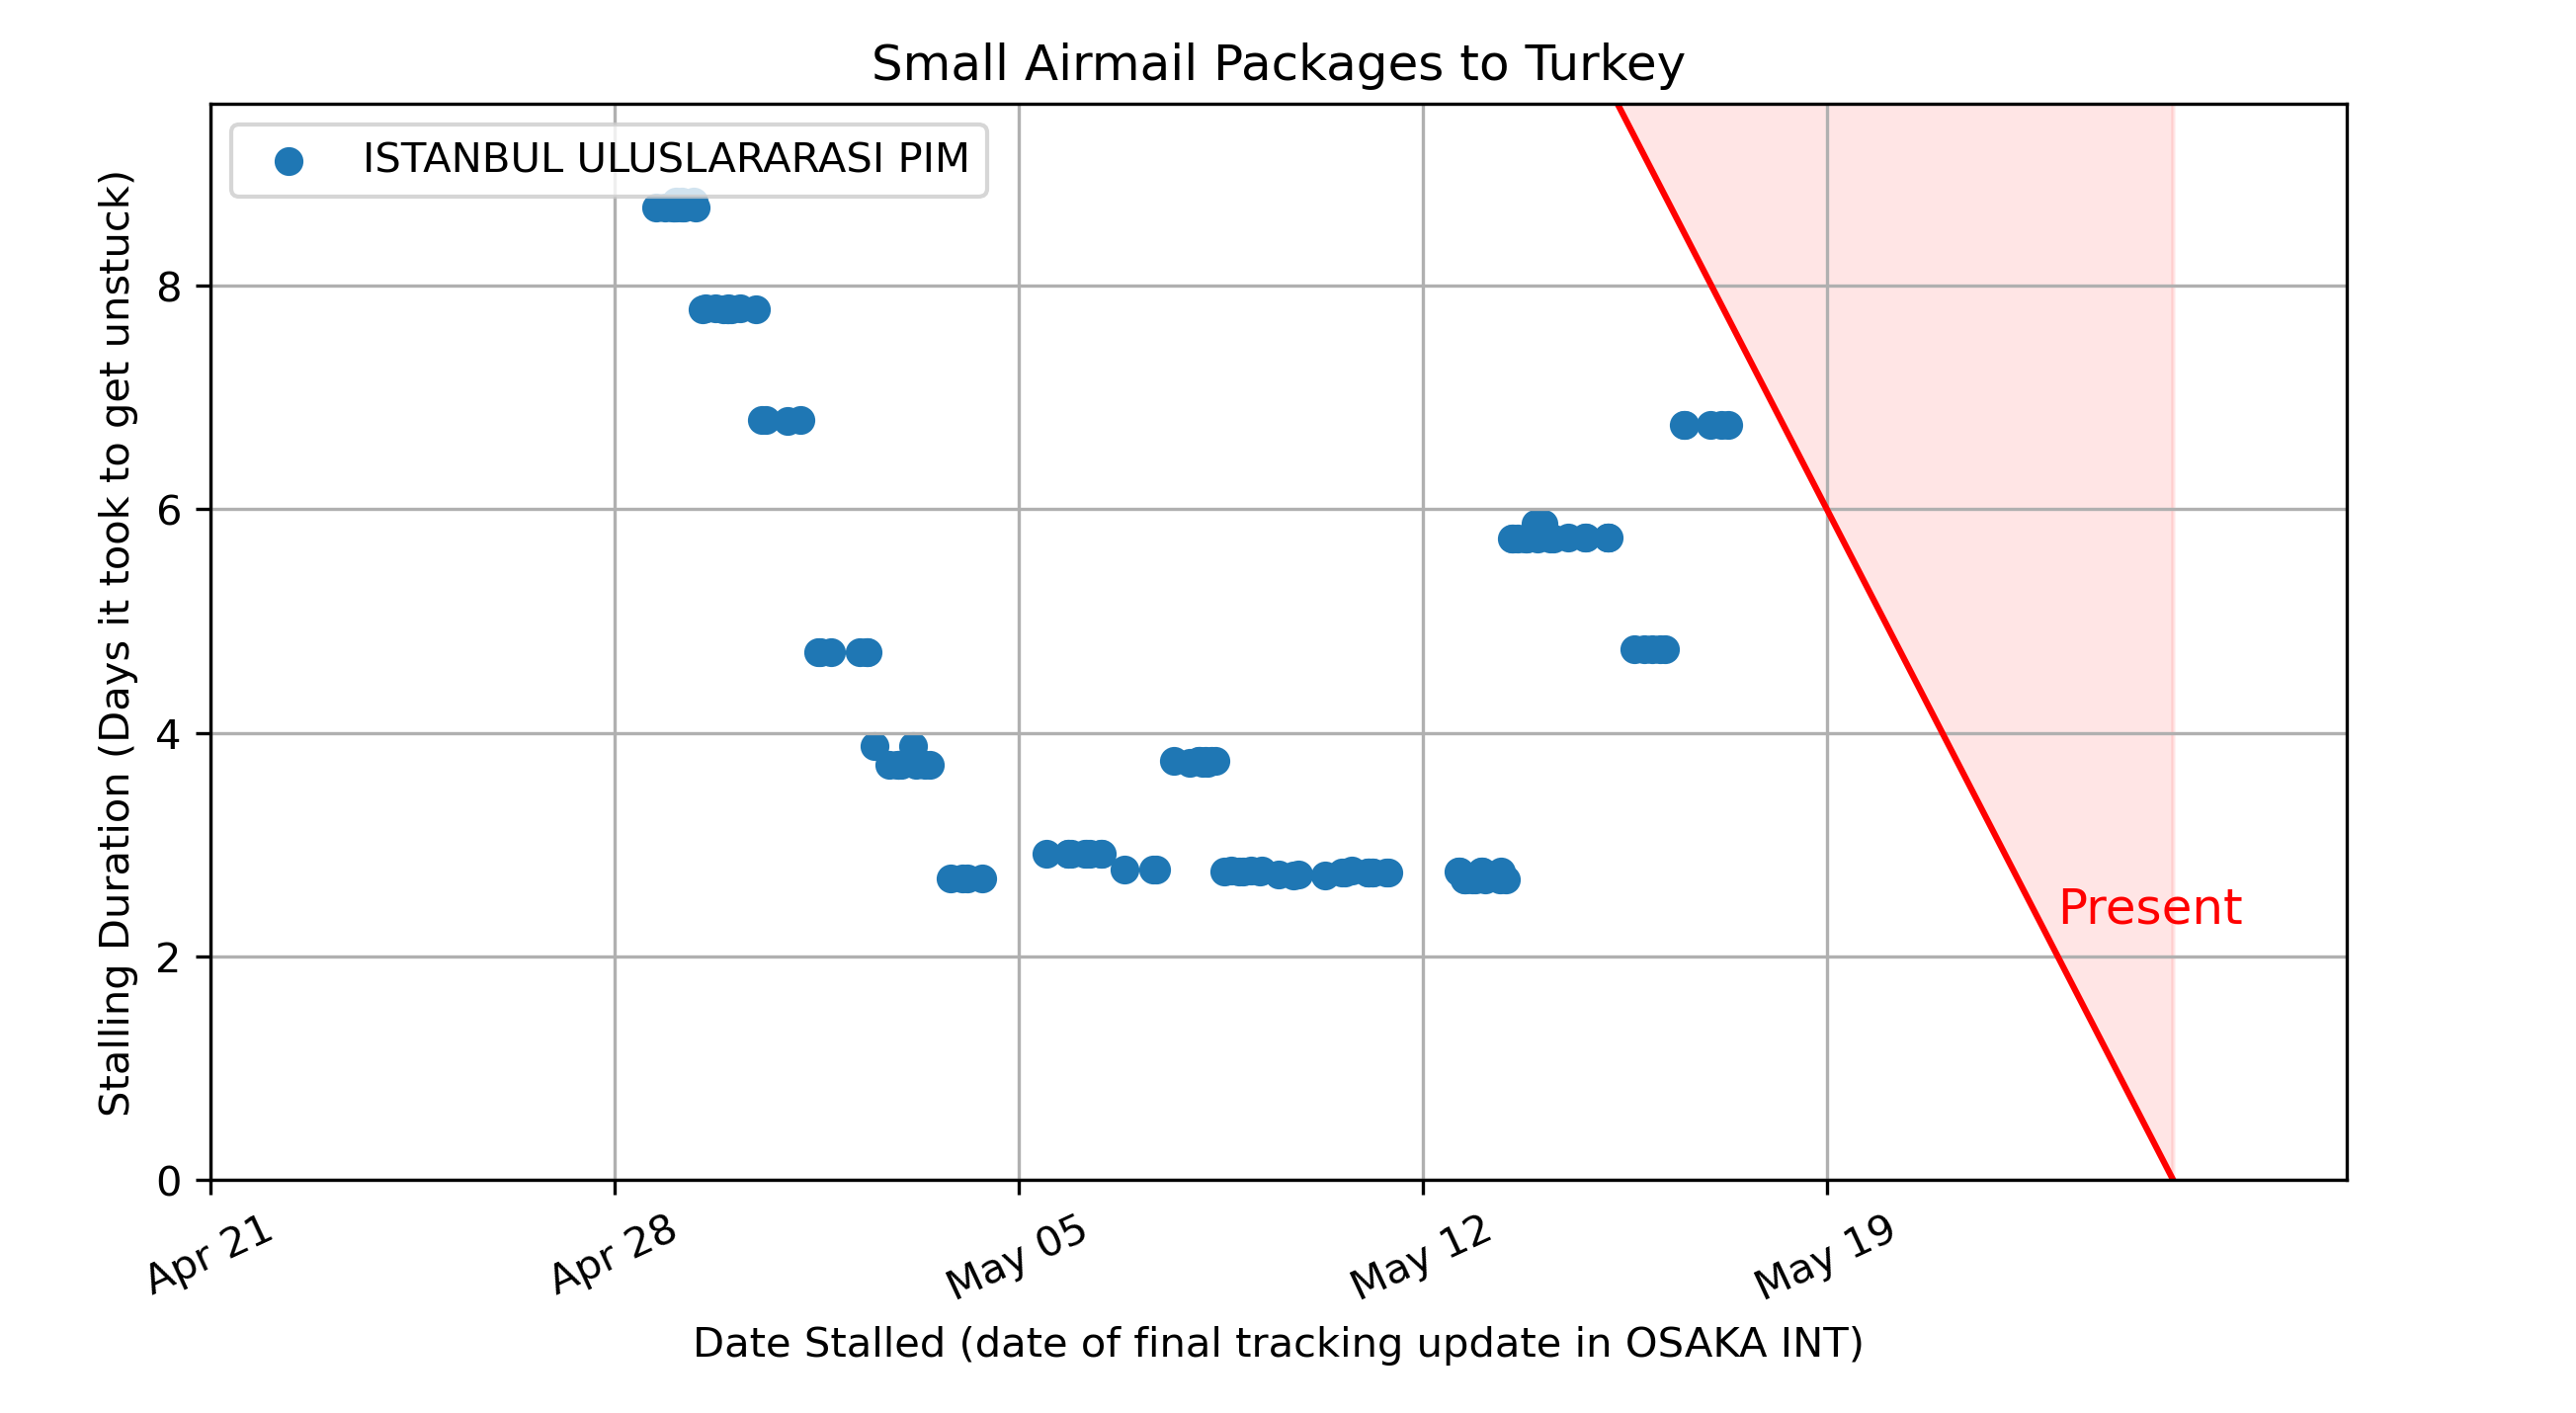 Small Airmail Packages to Turkey
ISTANBUL ULUSLARARASI PIM
Stalling Duration (Days it took to get unstuck)
8
6
4
2
0
Present
Apr 21
Apr 28
May 05
May 12
May 19
Date Stalled (date of final tracking update in OSAKA INT)